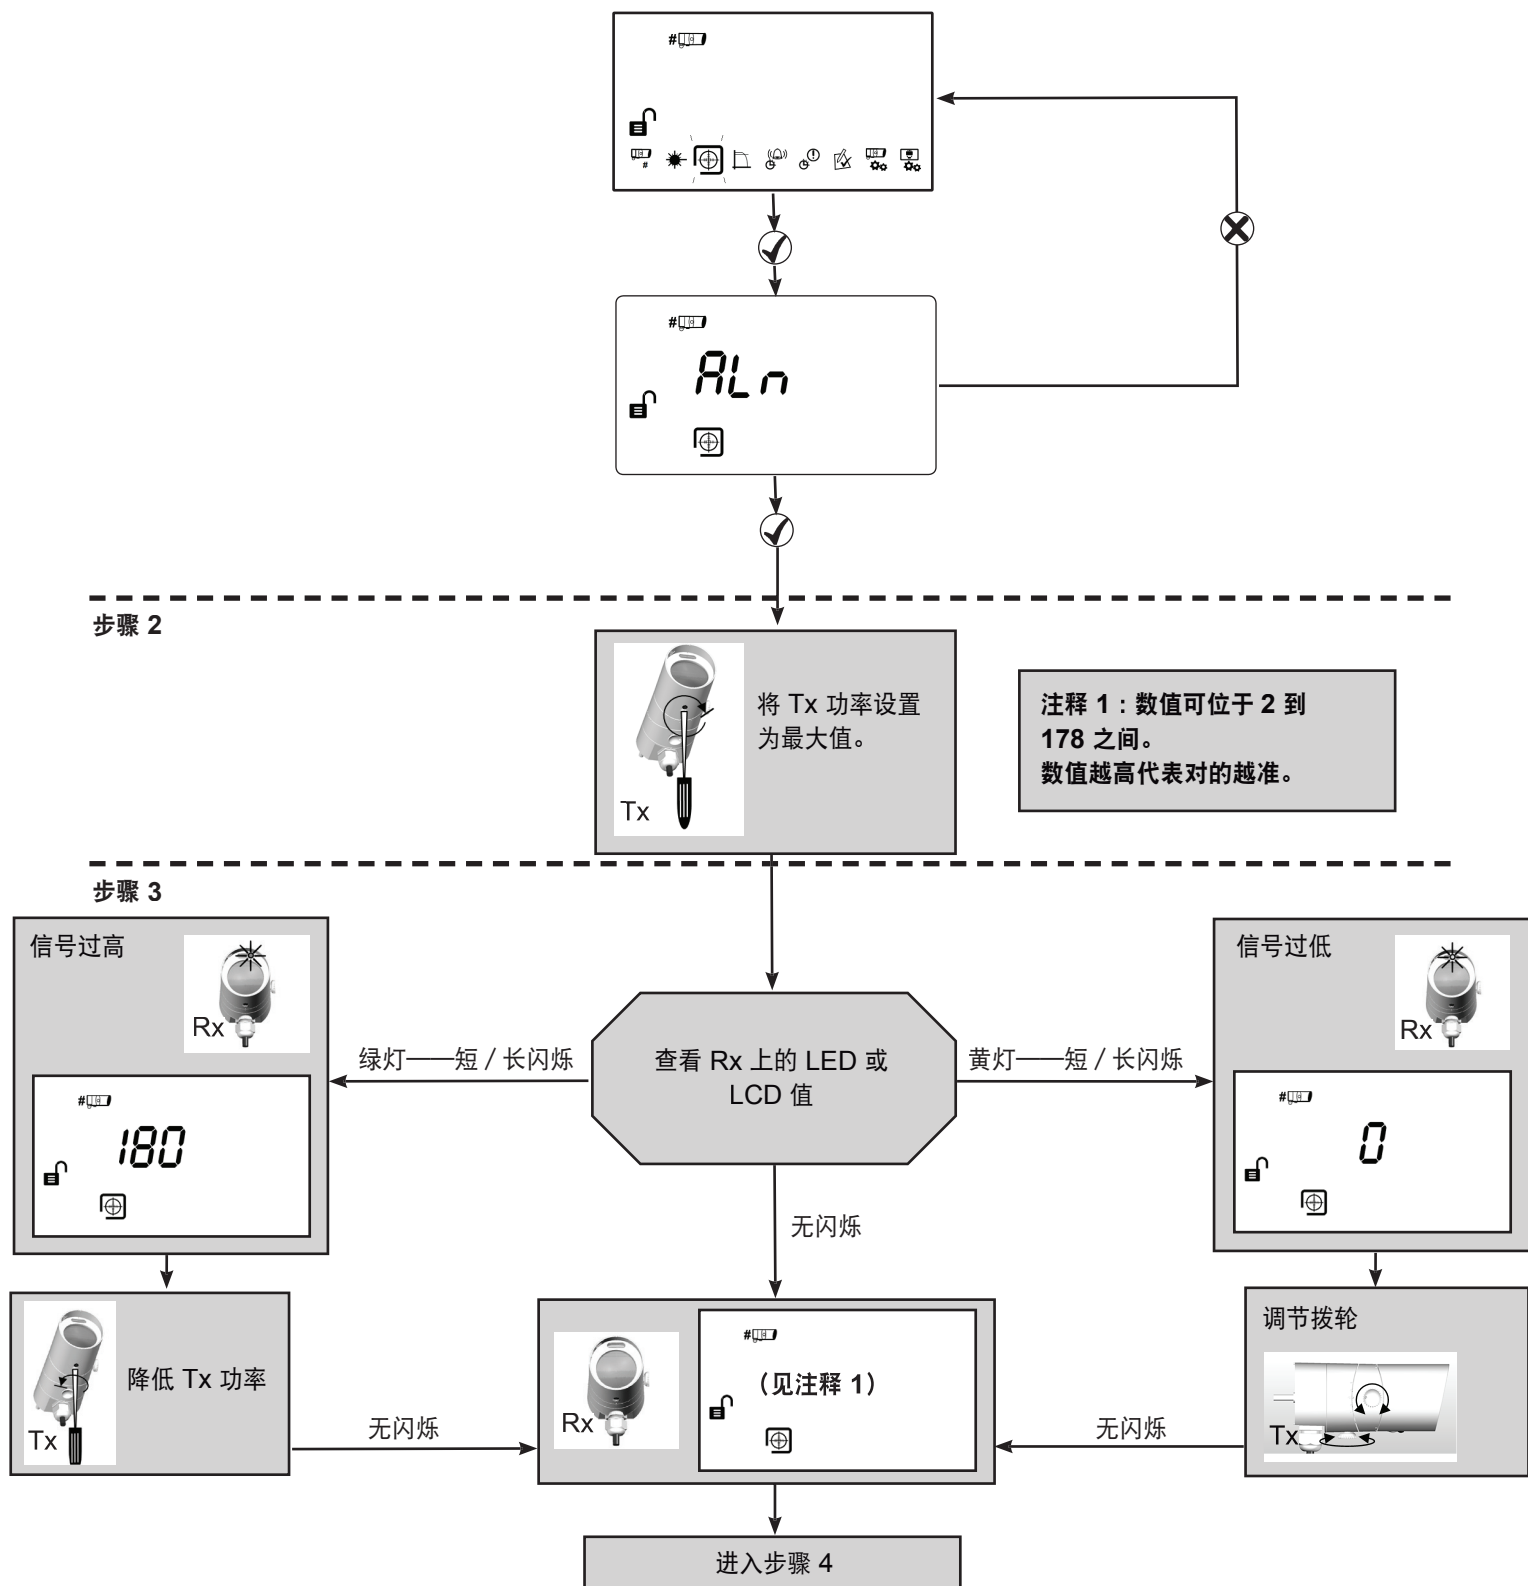 #
#
#
ALn
步骤 2
将 Tx 功率设置
为最大值。
Tx
注释 1：数值可位于 2 到
178 之间。
数值越高代表对的越准。
步骤 3
信号过高
Rx
#
180
绿灯——短 / 长闪烁
查看 Rx 上的 LED 或
LCD 值
黄灯——短 / 长闪烁
信号过低
Rx
#
0
无闪烁
降低 Tx 功率
Tx
无闪烁
Rx
#
（见注释 1）
无闪烁
调节拨轮
Tx
进入步骤 4